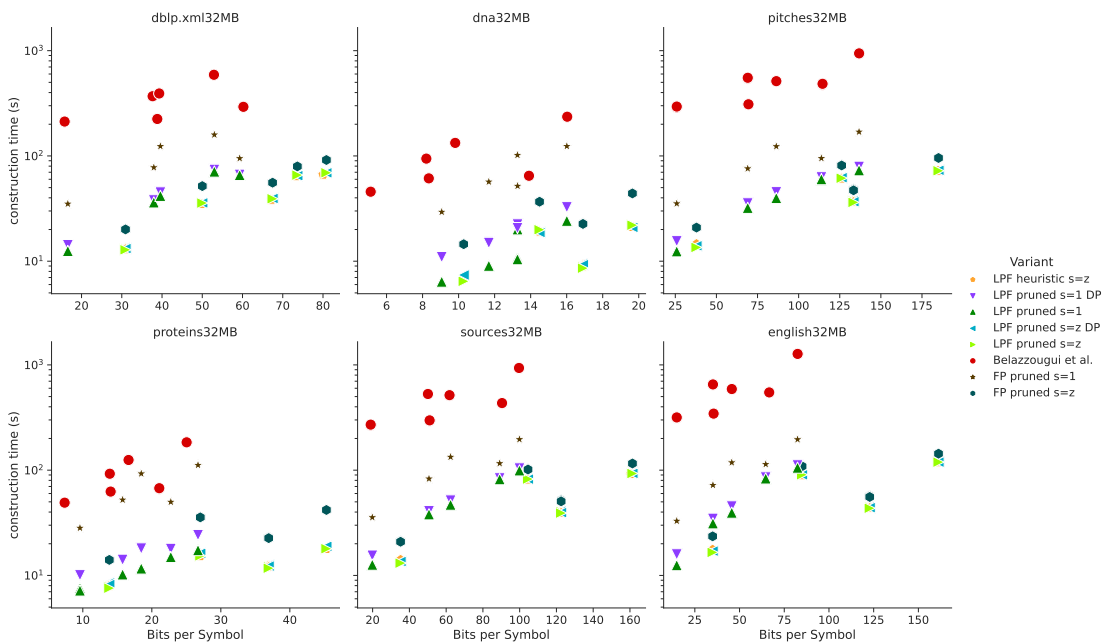 dblp.xml32MB
dna32MB
pitches32MB
construction time (s)
10³
10²
10¹
20 30 40 50 60 70 80
6 8 10 12 14 16 18 20
25 50 75 100 125 150 175
Variant
LPF heuristic s=z
LPF pruned s=1 DP
LPF pruned s=1
LPF pruned s=z DP
LPF pruned s=z
Belazzougui et al.
FP pruned s=1
FP pruned s=z
proteins32MB
sources32MB
english32MB
construction time (s)
10³
10²
10¹
10 20 30 40
20 40 60 80 100 120 140 160
25 50 75 100 125 150
Bits per Symbol
Bits per Symbol
Bits per Symbol